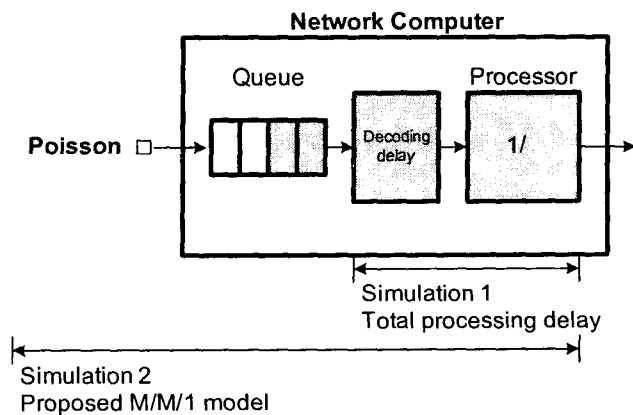 Network Computer
Queue
Processor
Poisson
Decoding
delay
1/
Simulation 1
Total processing delay
Simulation 2
Proposed M/M/1 model